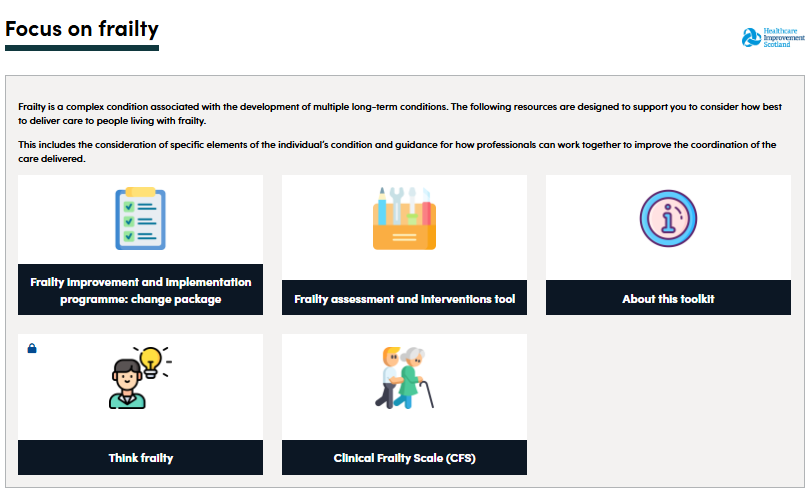 Focus on frailty
Healthcare
Improvement
Scotland
Frailty is a complex condition associated with the development of multiple long-term conditions. The following resources are designed to support you to consider how best
to deliver care to people living with frailty.
This includes the consideration of specific elements of the individual's condition and guidance for how professionals can work together to improve the coordination of the
care delivered.
Frailty improvement and implementation
programme: change package
Frailty assessment and interventions tool
About this toolkit
Think frailty
Clinical Frailty Scale (CFS)